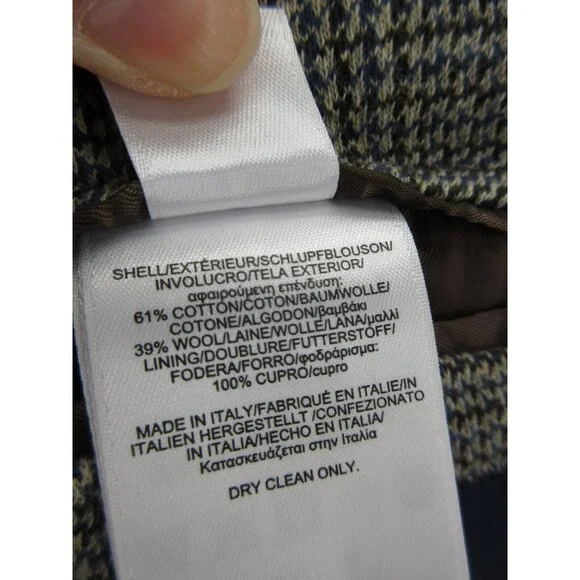 SHELL/EXTÉRIEUR/SCHLUPFBLOUSON/
INVOLUCRO/TELA EXTERIOR/
αφαιρούμενη επένδυση:
61% COTTON/COTON/BAUMWOLLE/
COTONE/ALGODON/βαμβάκι
39% WOOL/LAINE/WOLLE/LANA/μαλλί
LINING/DOUBLURE/FUTTERSTOFF/
FODERA/FORRO/φοδράρισμα:
100% CUPRO/cupro
MADE IN ITALY/FABRIQUÉ EN ITALIE/IN
ITALIEN HERGESTELLT /CONFEZIONATO
IN ITALIA/HECHO EN ITALIA/
Κατασκευάζεται στην Ιταλία
DRY CLEAN ONLY.